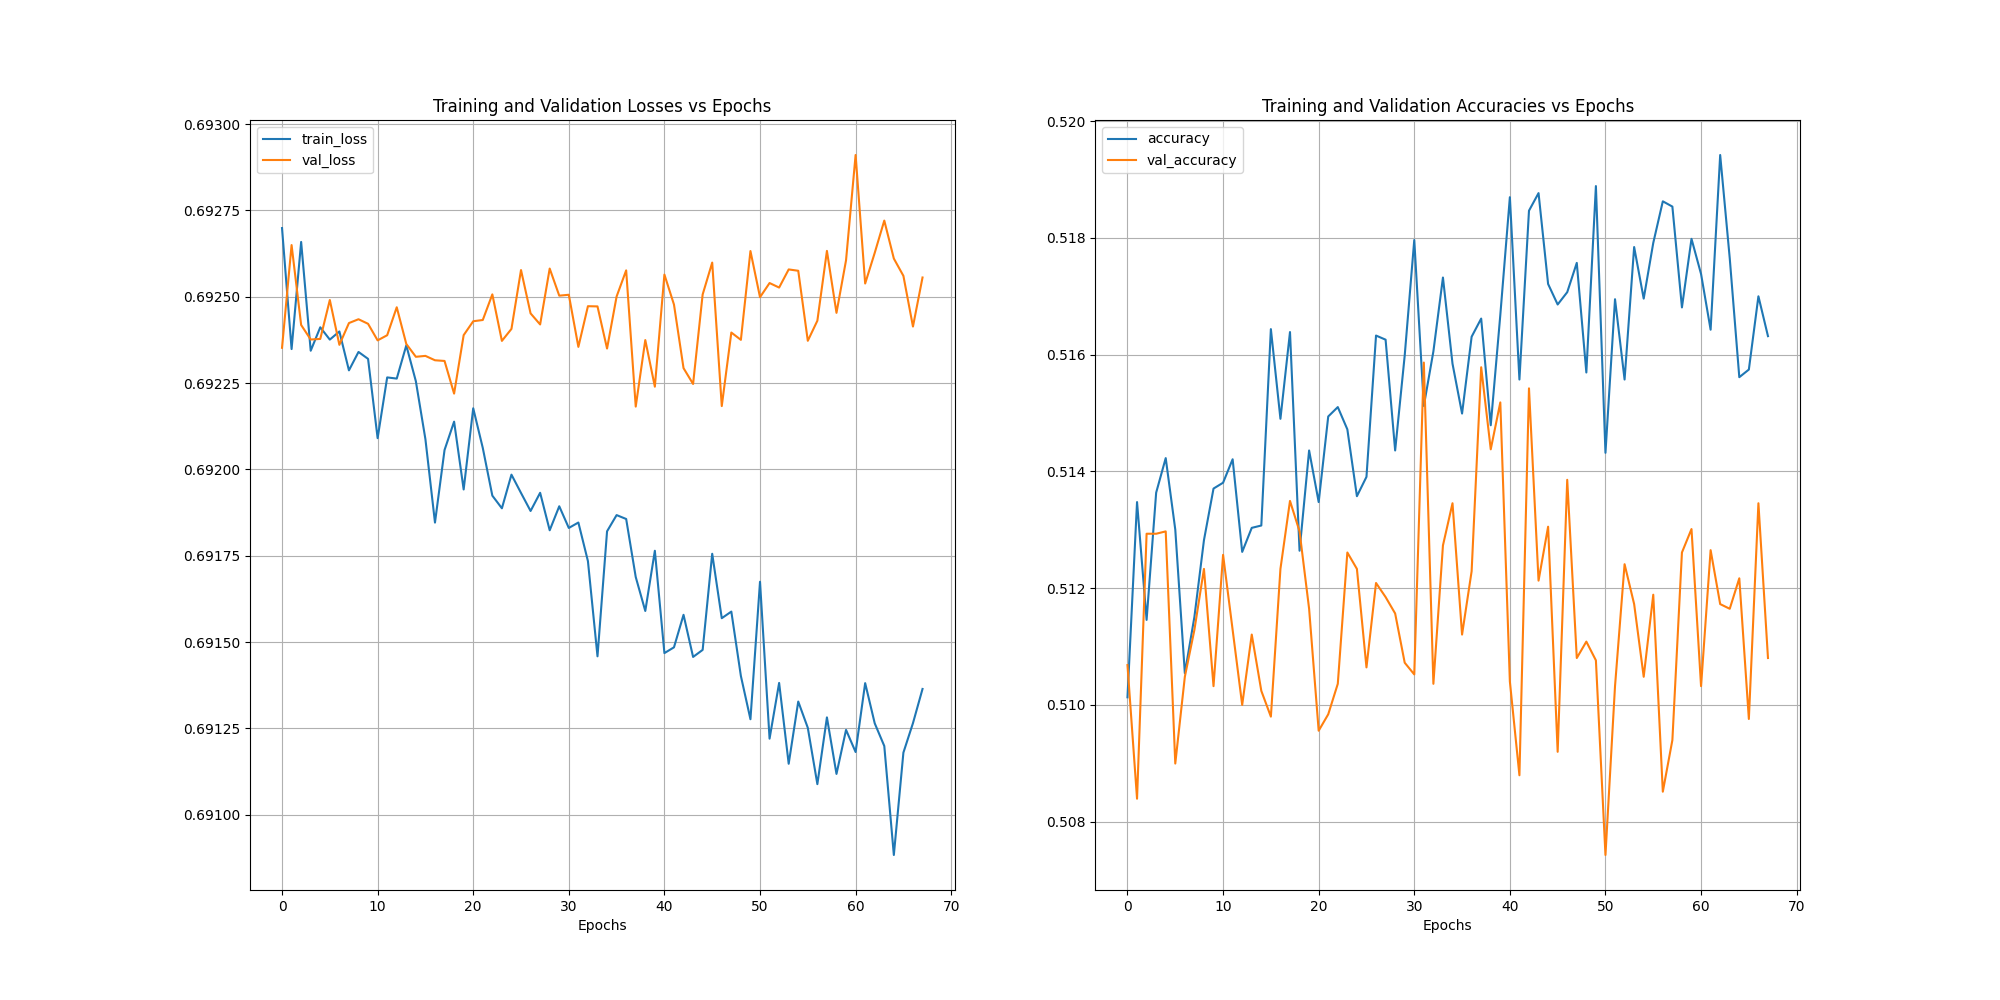 Training and Validation Losses vs Epochs
train_loss
val_loss
0.69300
0.69275
0.69250
0.69225
0.69200
0.69175
0.69150
0.69125
0.69100
0 10 20 30 40 50 60 70
Epochs
Training and Validation Accuracies vs Epochs
accuracy
val_accuracy
0.520
0.518
0.516
0.514
0.512
0.510
0.508
0 10 20 30 40 50 60 70
Epochs